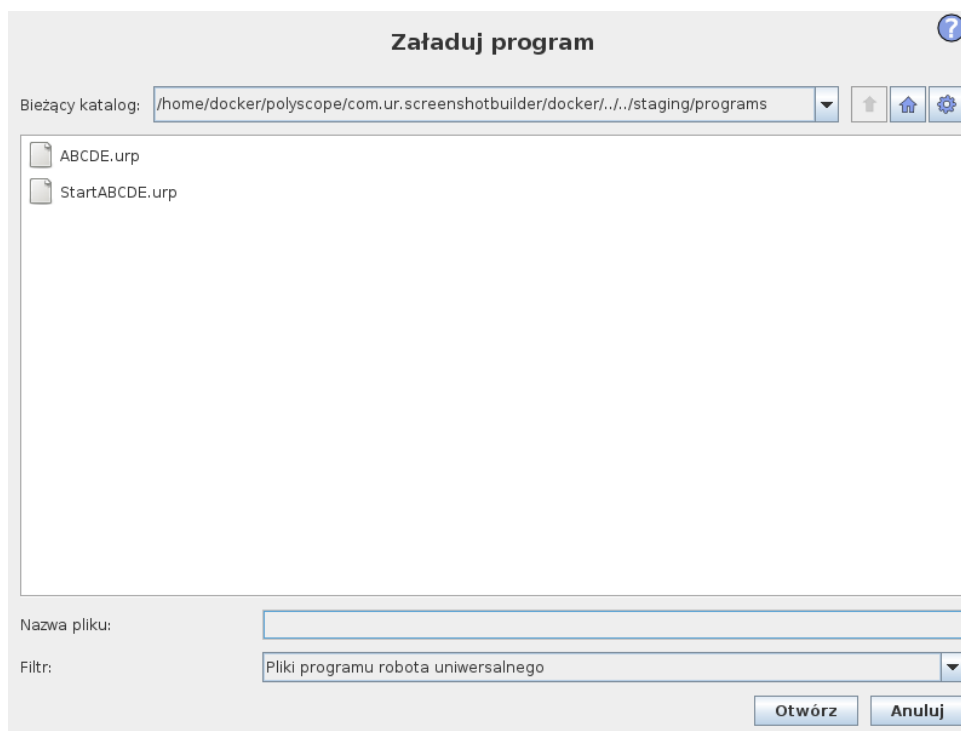 Załaduj program
?
Bieżący katalog: /home/docker/polyscope/com.ur.screenshotbuilder/docker/../../staging/programs
ABCDE.urp
StartABCDE.urp
Nazwa pliku:
Filtr: Pliki programu robota uniwersalnego
Otwórz Anuluj